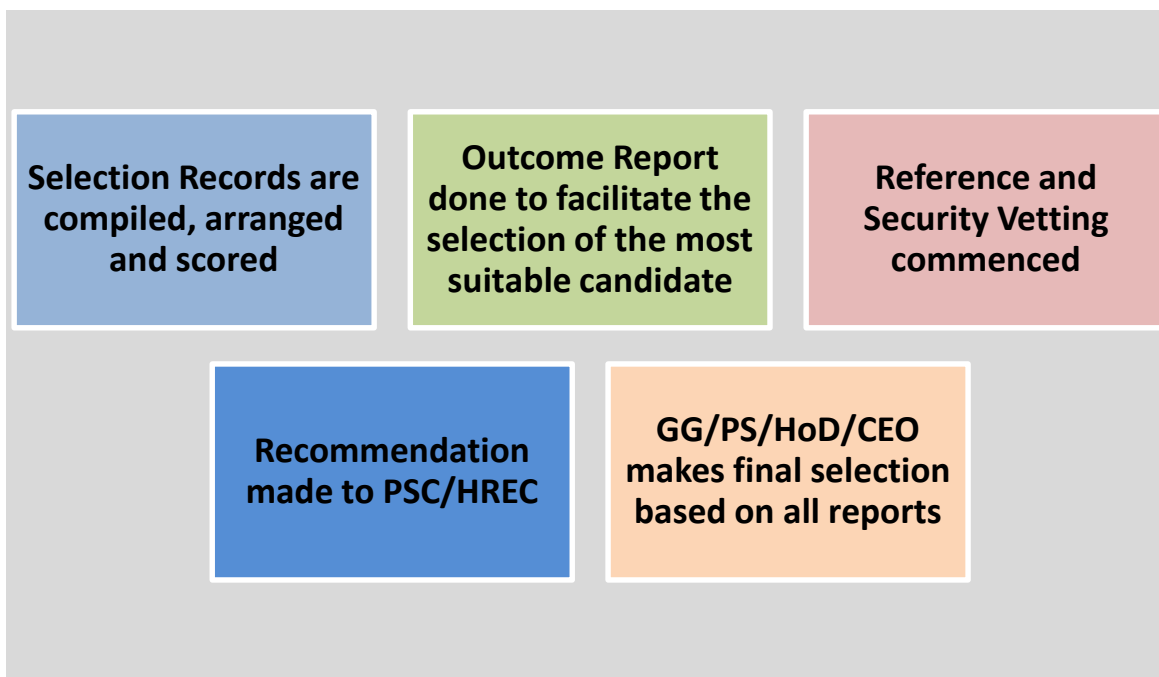 Selection Records are
compiled, arranged
and scored
Outcome Report
done to facilitate the
selection of the most
suitable candidate
Reference and
Security Vetting
commenced
Recommendation
made to PSC/HREC
GG/PS/HoD/CEO
makes final selection
based on all reports